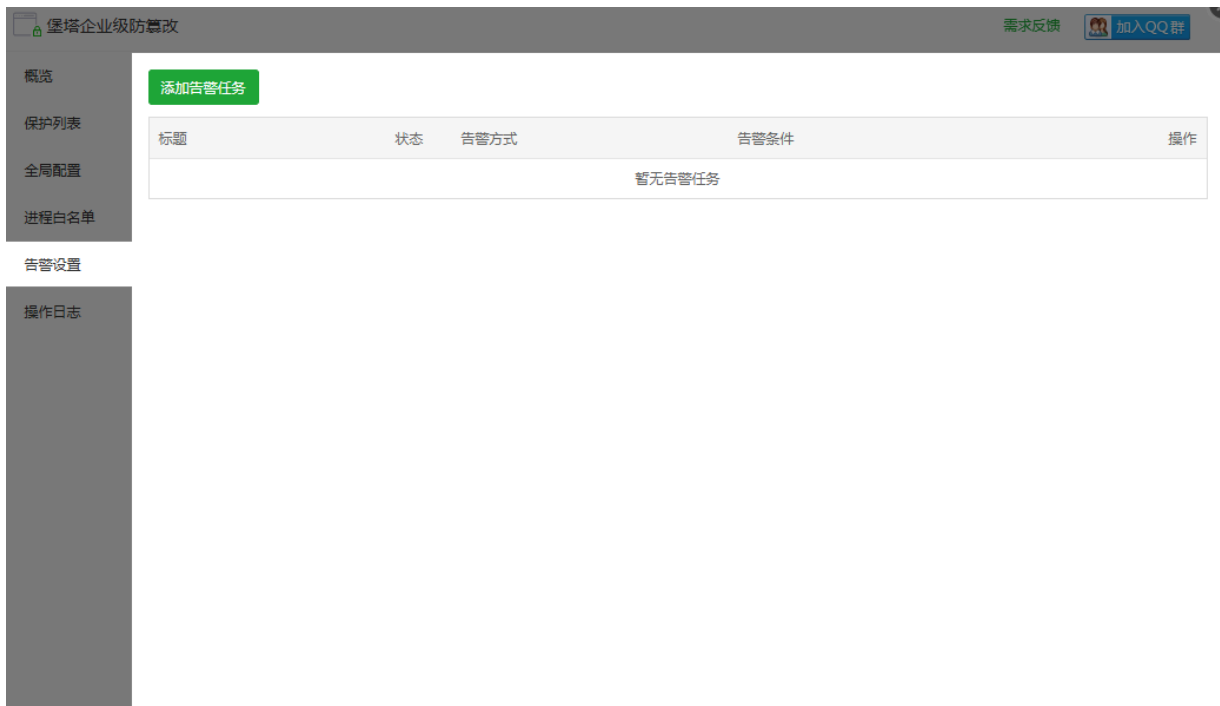 堡塔企业级防篡改
需求反馈 加入QQ群
概览
保护列表
全局配置
进程白名单
告警设置
操作日志
添加告警任务
标题 状态 告警方式 告警条件 操作
暂无告警任务